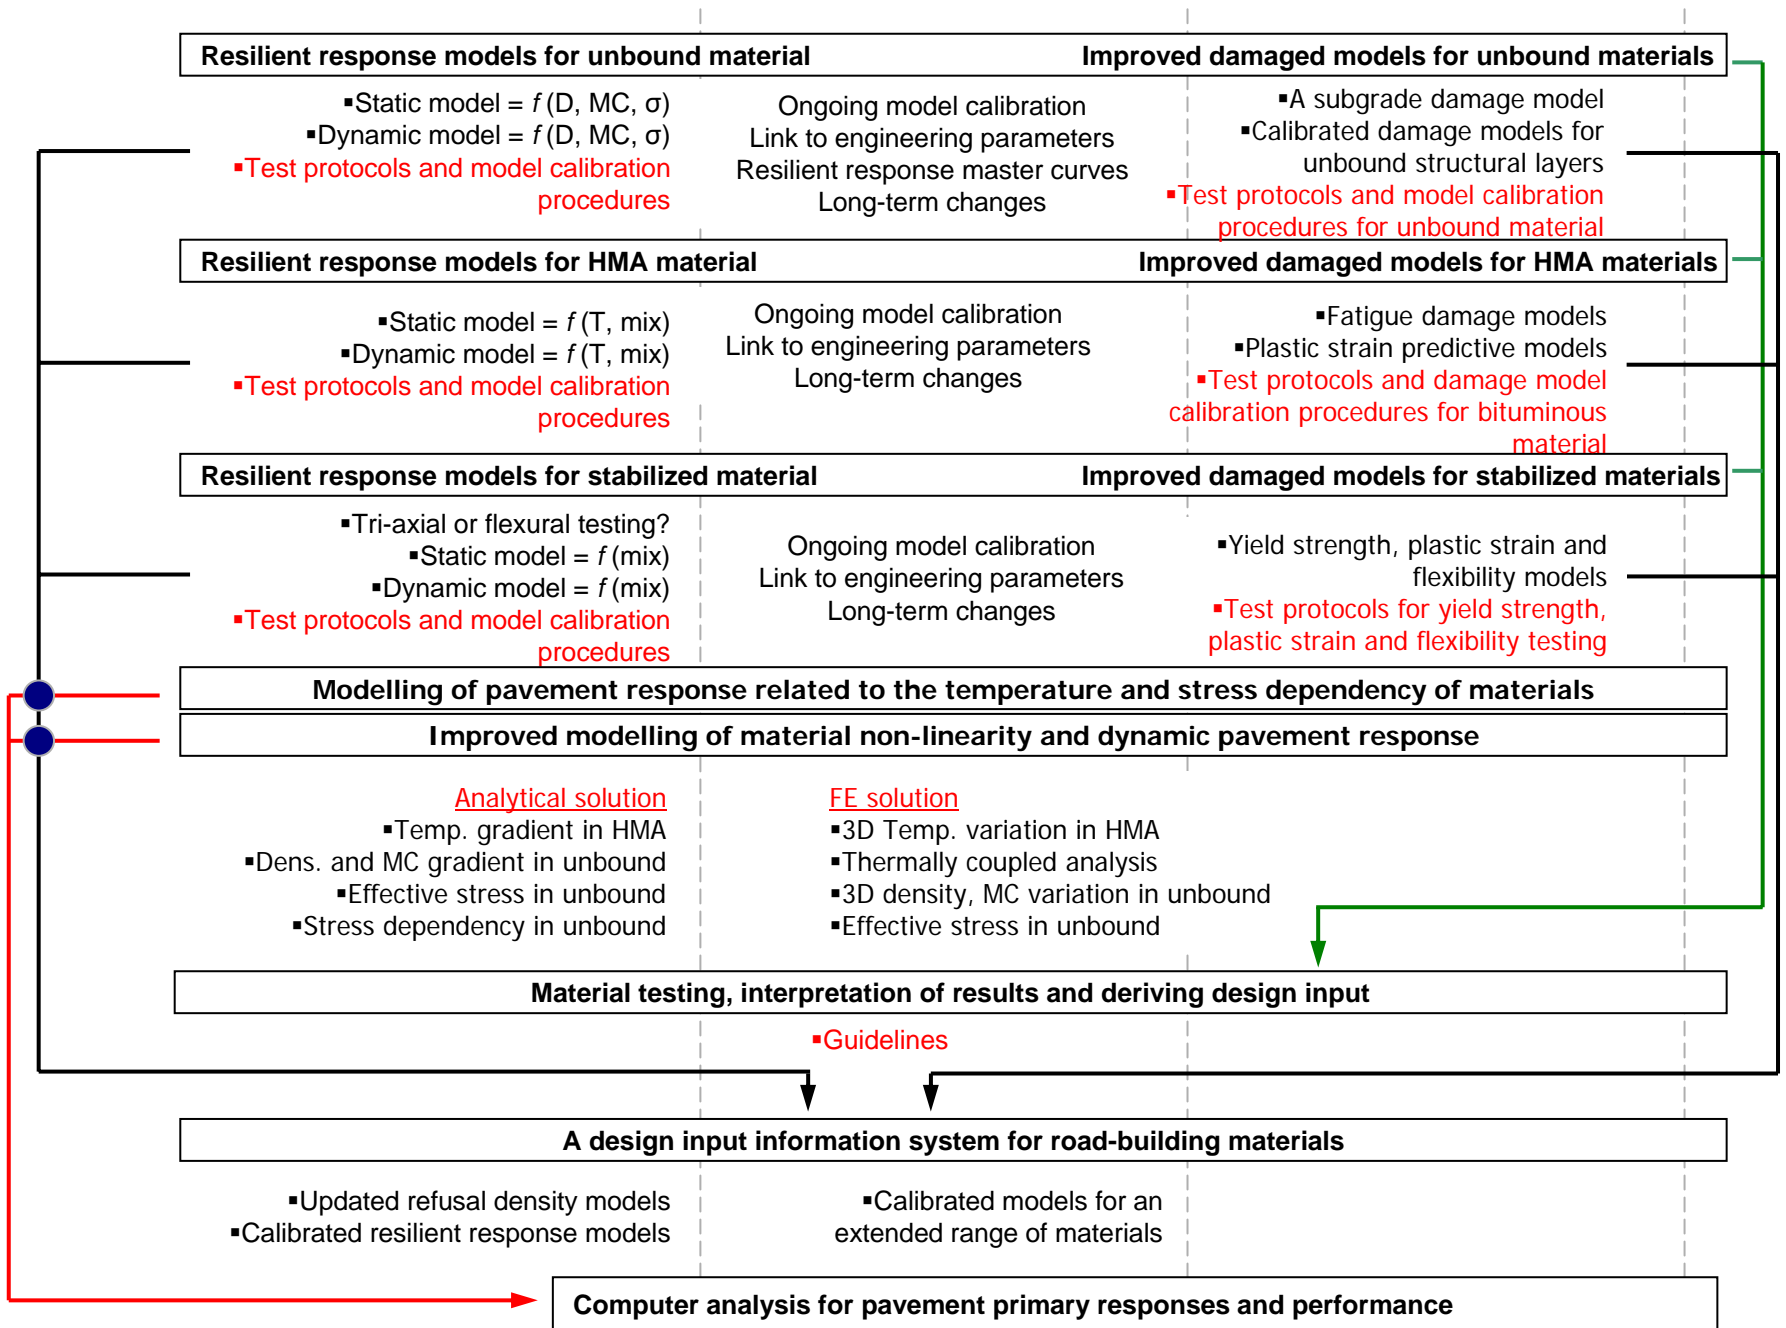 Resilient response models for unbound material
Improved damaged models for unbound materials
▪Static model = f (D, MC, σ)
▪Dynamic model = f (D, MC, σ)
▪Test protocols and model calibration
procedures
Ongoing model calibration
Link to engineering parameters
Resilient response master curves
Long-term changes
▪A subgrade damage model
▪Calibrated damage models for
unbound structural layers
▪Test protocols and model calibration
procedures for unbound material
Resilient response models for HMA material
Improved damaged models for HMA materials
▪Static model = f (T, mix)
▪Dynamic model = f (T, mix)
▪Test protocols and model calibration
procedures
Ongoing model calibration
Link to engineering parameters
Long-term changes
▪Fatigue damage models
▪Plastic strain predictive models
▪Test protocols and damage model
calibration procedures for bituminous
material
Resilient response models for stabilized material
Improved damaged models for stabilized materials
▪Tri-axial or flexural testing?
▪Static model = f (mix)
▪Dynamic model = f (mix)
▪Test protocols and model calibration
procedures
Ongoing model calibration
Link to engineering parameters
Long-term changes
▪Yield strength, plastic strain and
flexibility models
▪Test protocols for yield strength,
plastic strain and flexibility testing
Modelling of pavement response related to the temperature and stress dependency of materials
Improved modelling of material non-linearity and dynamic pavement response
Analytical solution
▪Temp. gradient in HMA
▪Dens. and MC gradient in unbound
▪Effective stress in unbound
▪Stress dependency in unbound
FE solution
▪3D Temp. variation in HMA
▪Thermally coupled analysis
▪3D density, MC variation in unbound
▪Effective stress in unbound
Material testing, interpretation of results and deriving design input
▪Guidelines
A design input information system for road-building materials
▪Updated refusal density models
▪Calibrated resilient response models
▪Calibrated models for an
extended range of materials
Computer analysis for pavement primary responses and performance